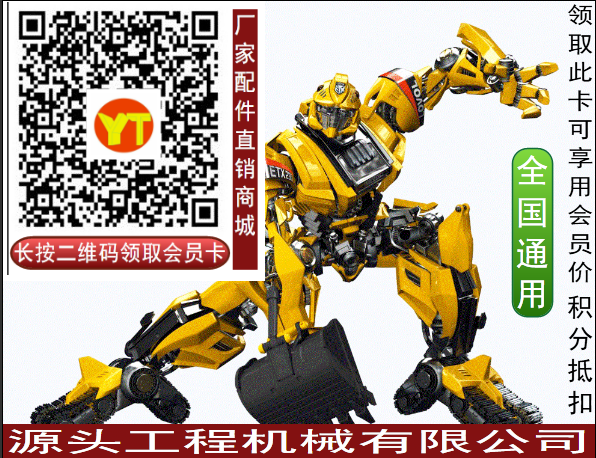 YT
厂家配件直销商城
长按二维码领取会员卡
领取此卡可享用会员价 积分抵扣
全国通用
源头工程机械有限公司